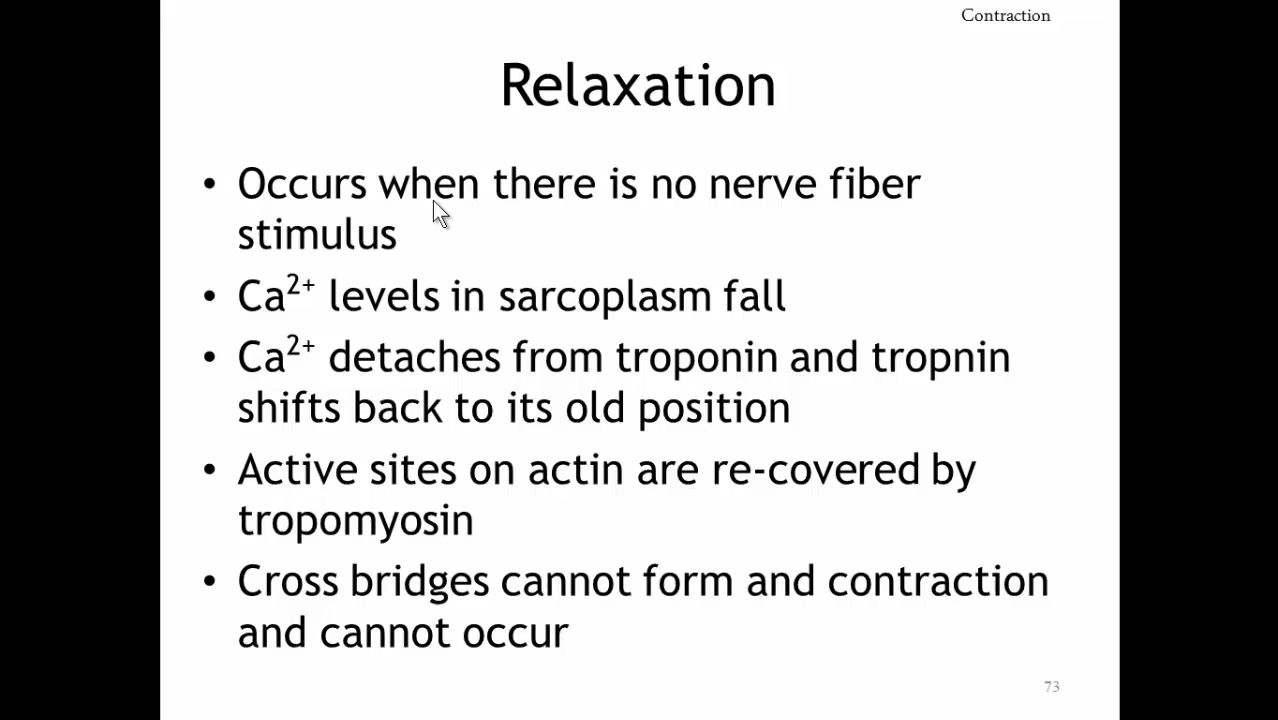 Contraction
Relaxation
• Occurs when there is no nerve fiber
stimulus
• Ca²⁺ levels in sarcoplasm fall
• Ca²⁺ detaches from troponin and tropnin
shifts back to its old position
• Active sites on actin are re-covered by
tropomyosin
• Cross bridges cannot form and contraction
and cannot occur
73